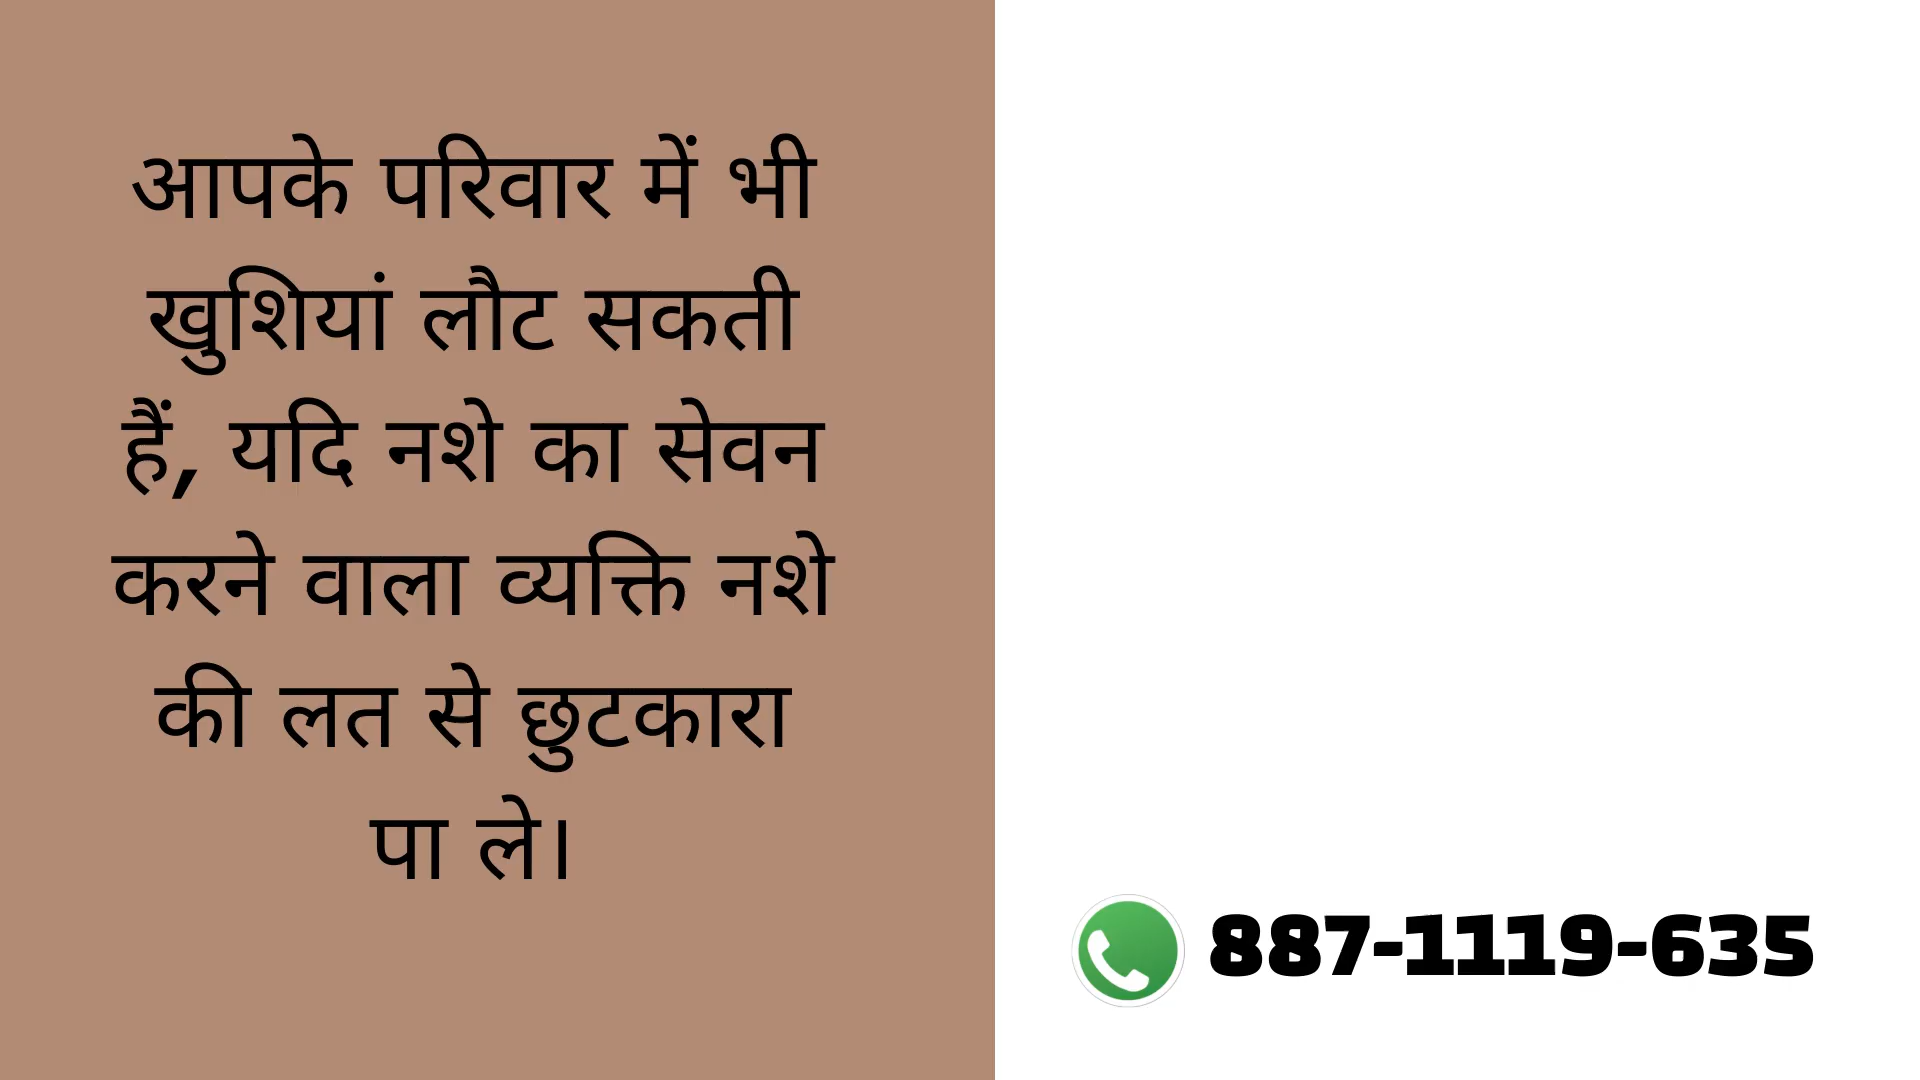 आपके परिवार में भी
खुशियां लौट सकती
हैं, यदि नशे का सेवन
करने वाला व्यक्ति नशे
की लत से छुटकारा
पा ले।
887-1119-635